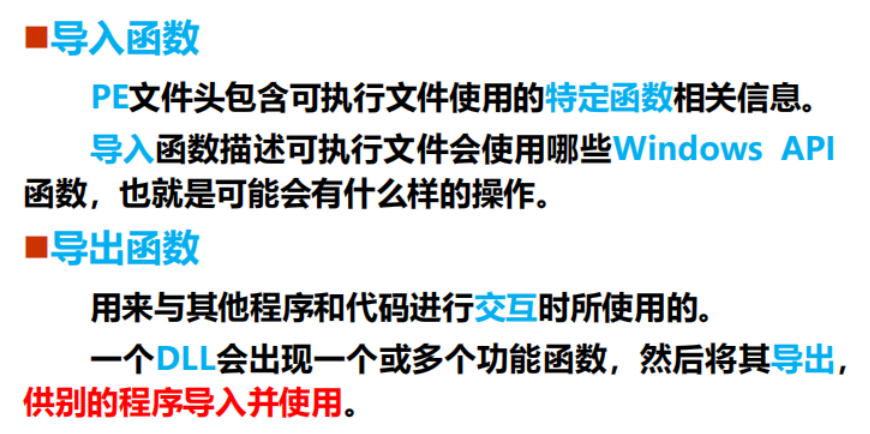 ■导入函数
PE文件头包含可执行文件使用的特定函数相关信息。
导入函数描述可执行文件会使用哪些Windows API
函数，也就是可能会有什么样的操作。
■导出函数
用来与其他程序和代码进行交互时所使用的。
一个DLL会出现一个或多个功能函数，然后将其导出，
供别的程序导入并使用。